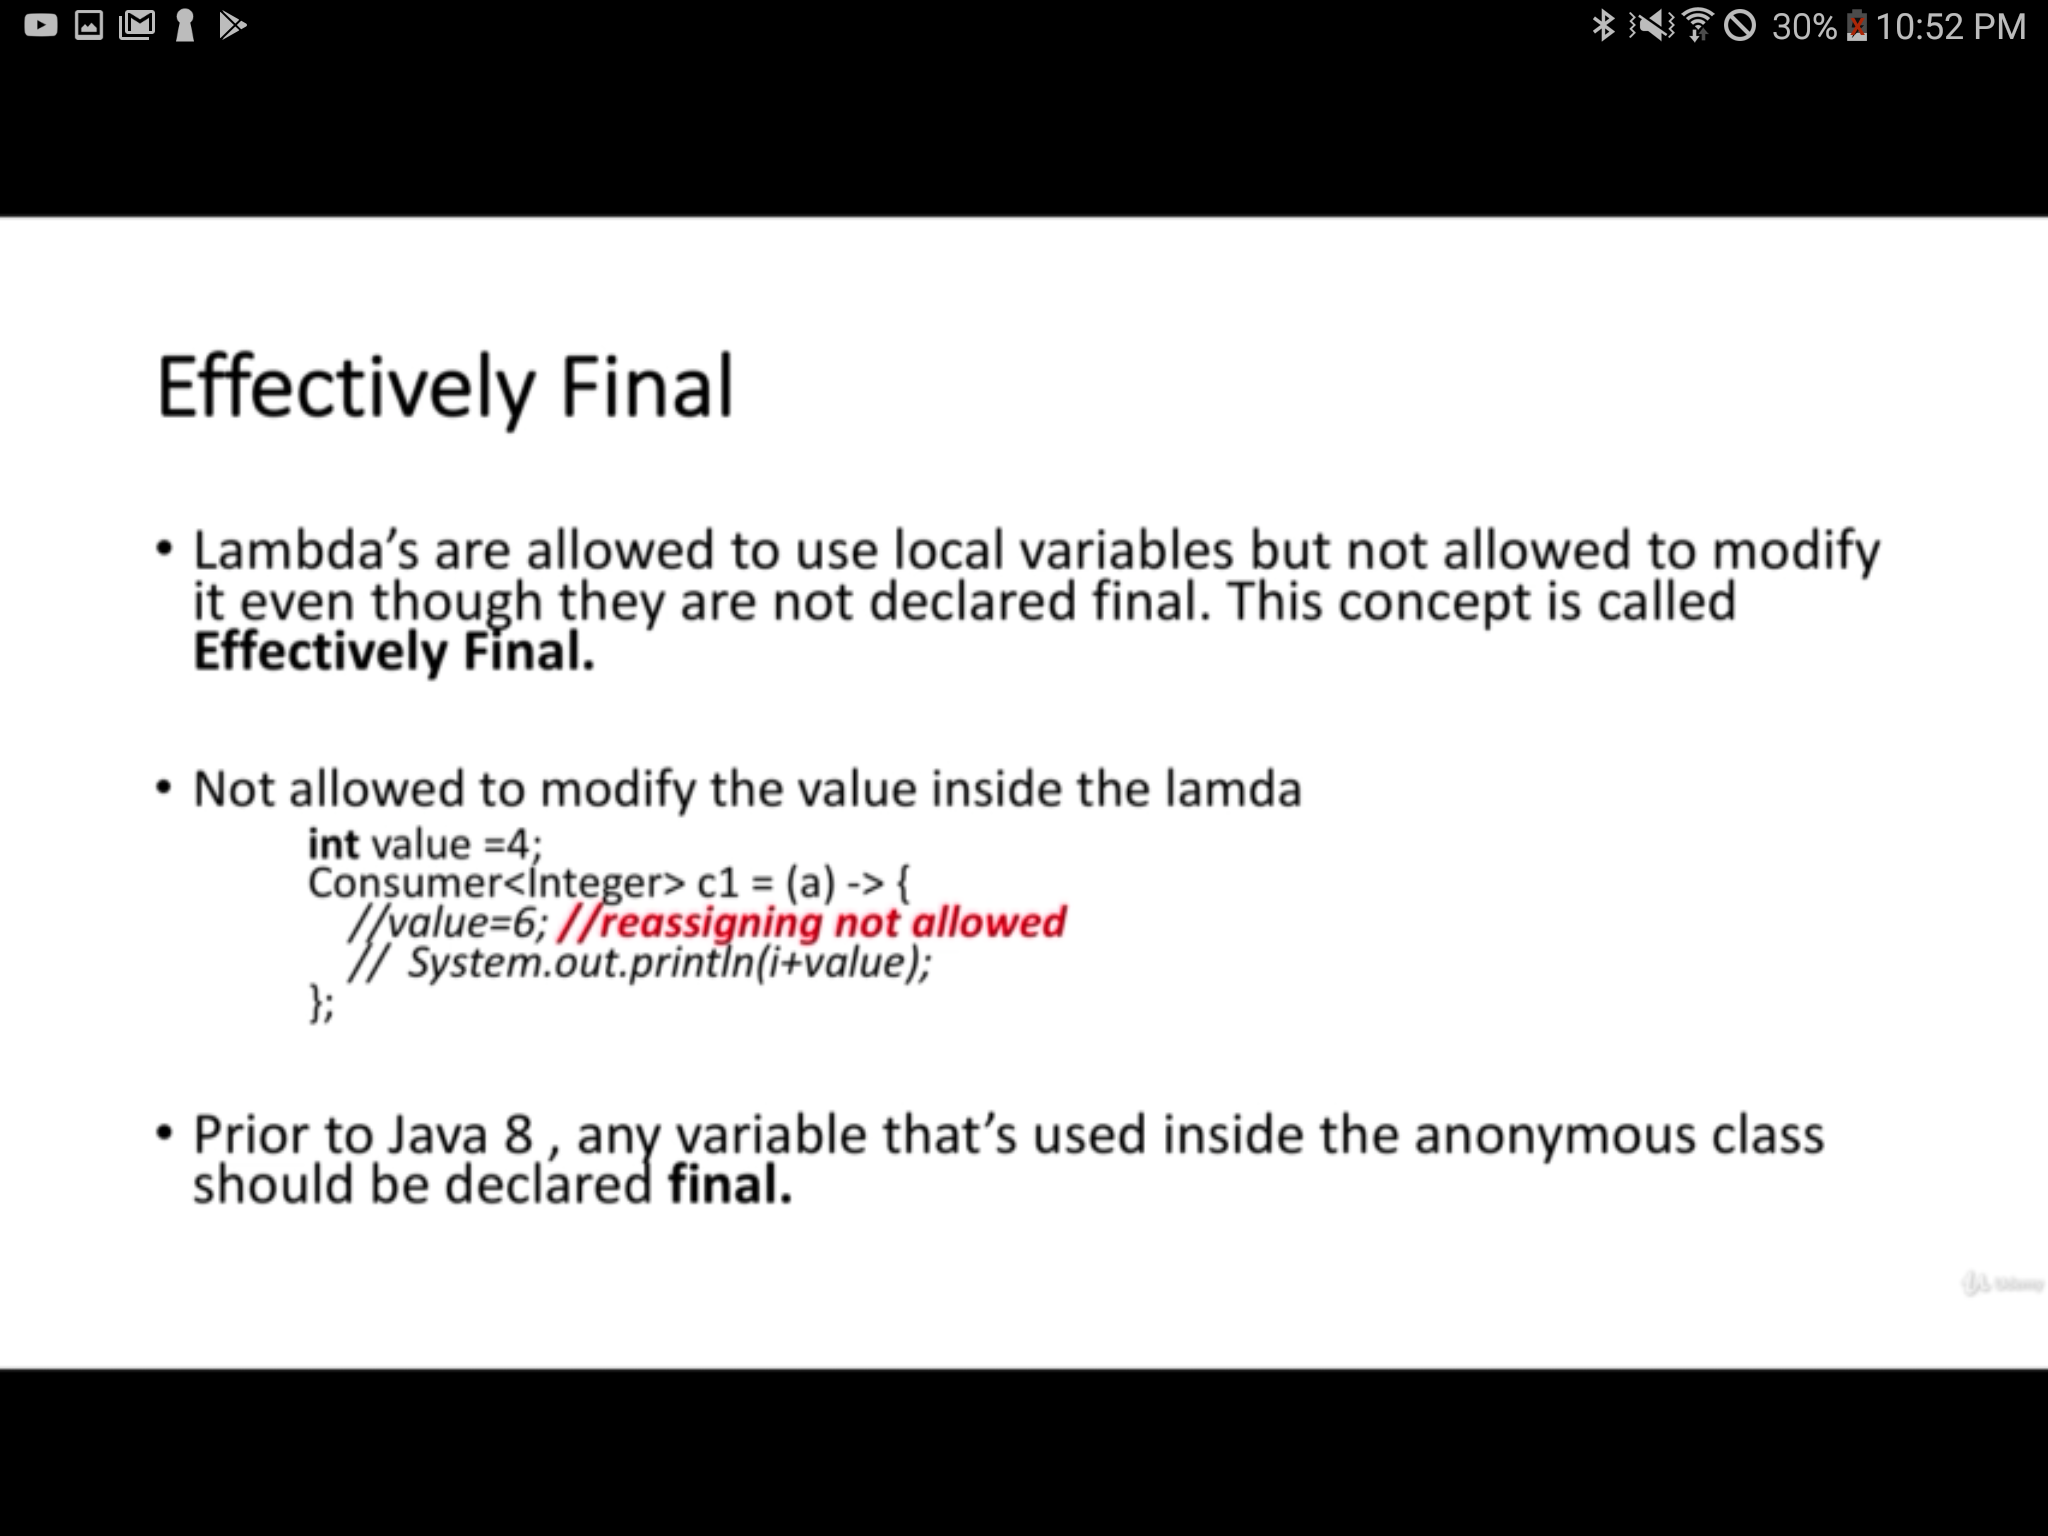 30% 10:52 PM
Effectively Final
• Lambda’s are allowed to use local variables but not allowed to modify
it even though they are not declared final. This concept is called
Effectively Final.
• Not allowed to modify the value inside the lamda
int value =4;
Consumer<Integer> c1 = (a) -> {
//value=6; //reassigning not allowed
// System.out.println(i+value);
};
• Prior to Java 8 , any variable that’s used inside the anonymous class
should be declared final.
Udemy